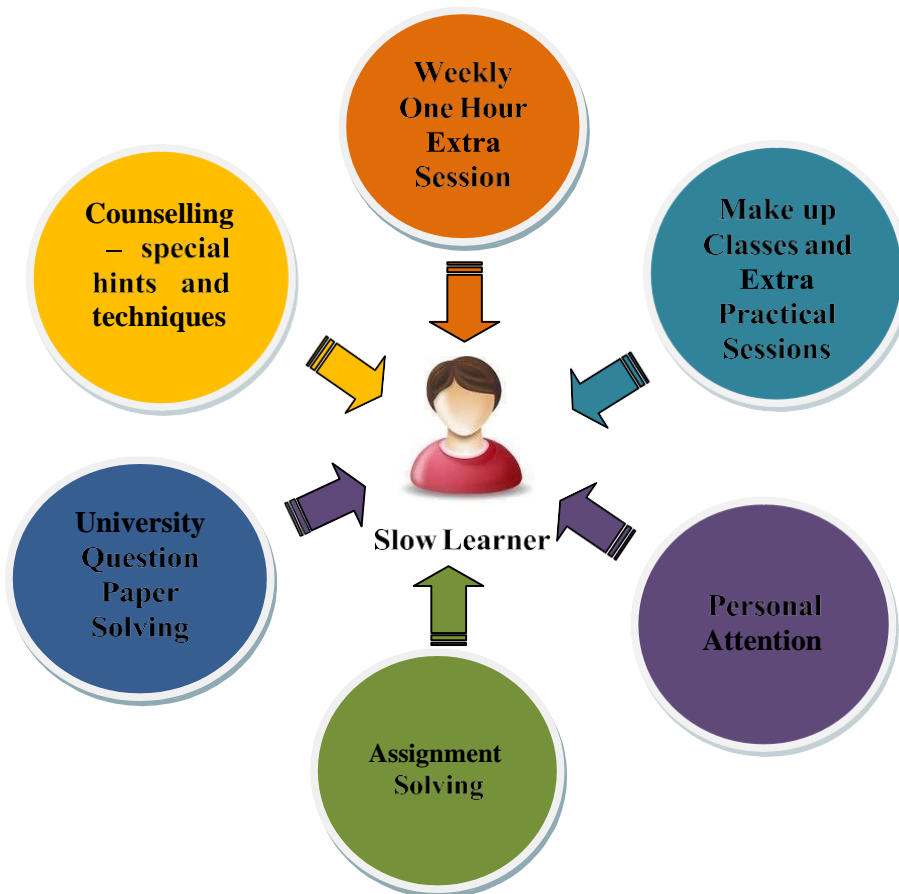 Weekly
One Hour
Extra
Session
Make up
Classes and
Extra
Practical
Sessions
Personal
Attention
Assignment
Solving
University
Question
Paper
Solving
Counselling
– special
hints and
techniques
Slow Learner